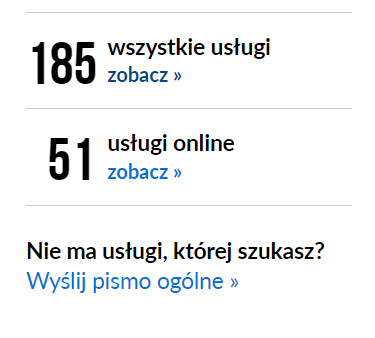 185 wszystkie usługi
zobacz »
51 usługi online
zobacz »
Nie ma usługi, której szukasz?
Wyślij pismo ogólne »